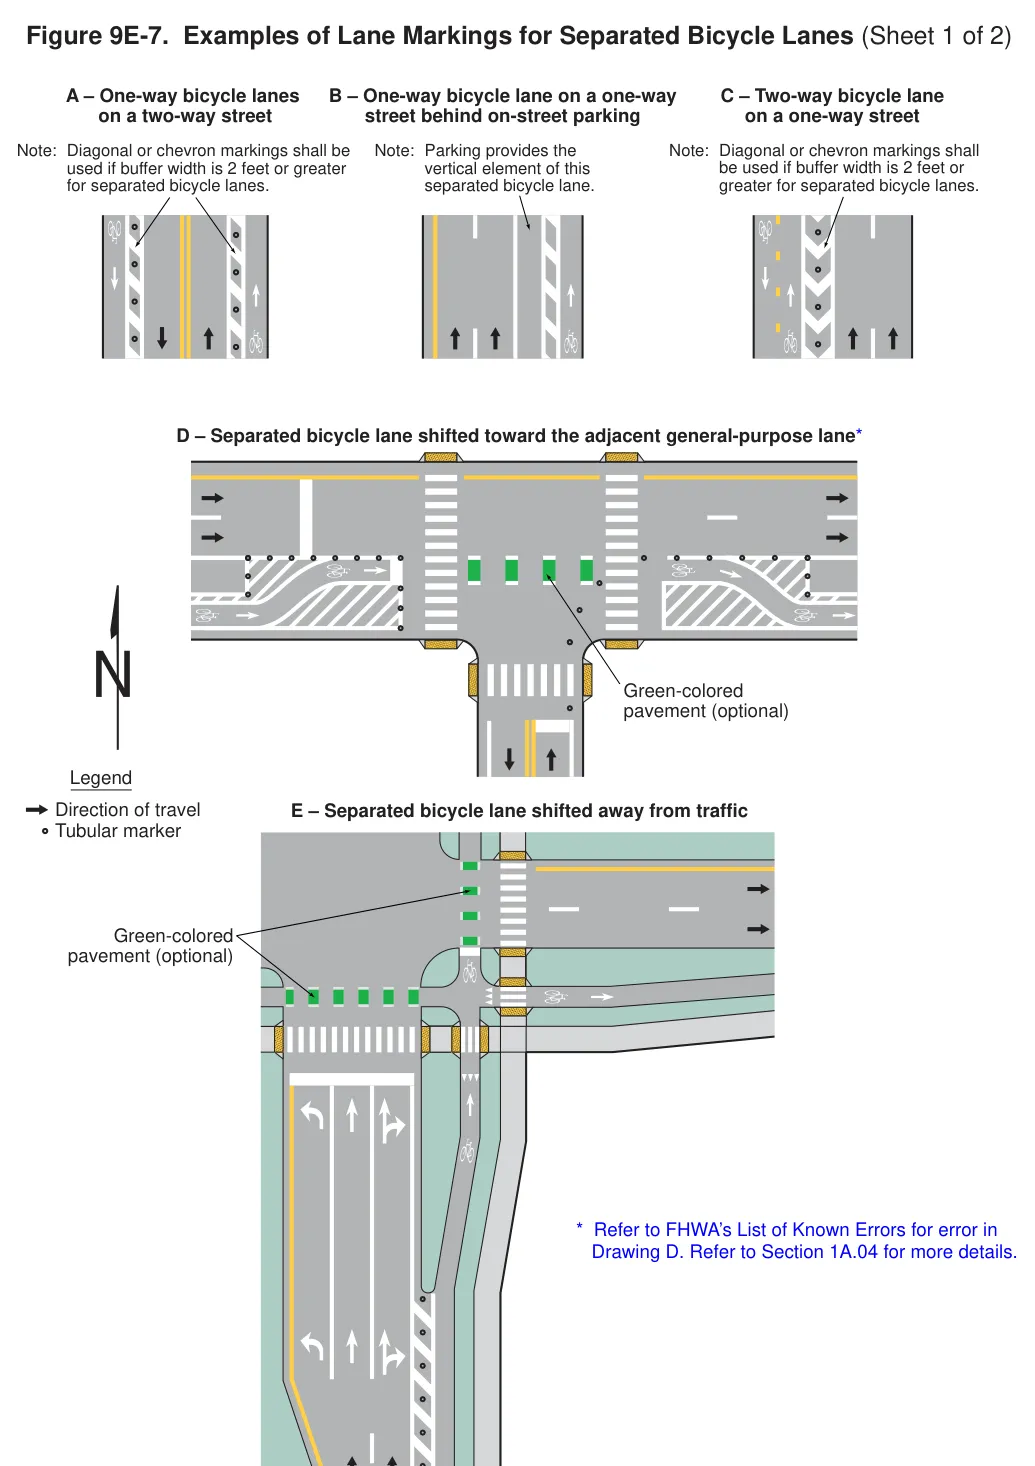 Figure 9E-7.  Examples of Lane Markings for Separated Bicycle Lanes (Sheet 1 of 2)
A – One-way bicycle lanes
on a two-way street
Note: Diagonal or chevron markings shall be
used if buffer width is 2 feet or greater
for separated bicycle lanes.
B – One-way bicycle lane on a one-way
street behind on-street parking
Note: Parking provides the
vertical element of this
separated bicycle lane.
C – Two-way bicycle lane
on a one-way street
Note: Diagonal or chevron markings shall
be used if buffer width is 2 feet or
greater for separated bicycle lanes.
D – Separated bicycle lane shifted toward the adjacent general-purpose lane*
Green-colored
pavement (optional)
N
Legend
Direction of travel
Tubular marker
E – Separated bicycle lane shifted away from traffic
Green-colored
pavement (optional)
* Refer to FHWA's List of Known Errors for error in
Drawing D. Refer to Section 1A.04 for more details.